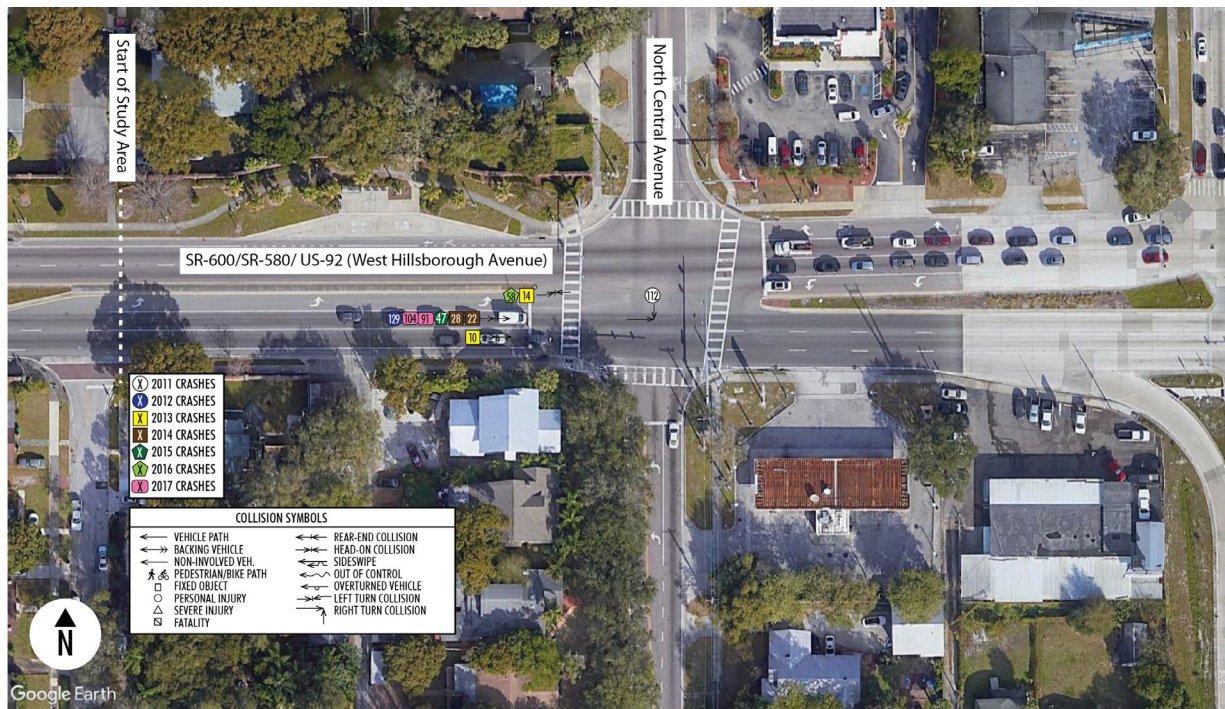 Start of Study Area
North Central Avenue
SR-600/SR-580/ US-92 (West Hillsborough Avenue)
58 14
112
129 104 91 47 28 22
10
X 2011 CRASHES
X 2012 CRASHES
X 2013 CRASHES
X 2014 CRASHES
X 2015 CRASHES
X 2016 CRASHES
X 2017 CRASHES
COLLISION SYMBOLS
VEHICLE PATH
BACKING VEHICLE
NON-INVOLVED VEH.
PEDESTRIAN/BIKE PATH
FIXED OBJECT
PERSONAL INJURY
SEVERE INJURY
FATALITY
REAR-END COLLISION
HEAD-ON COLLISION
SIDESWIPE
OUT OF CONTROL
OVERTURNED VEHICLE
LEFT TURN COLLISION
RIGHT TURN COLLISION
N
Google Earth